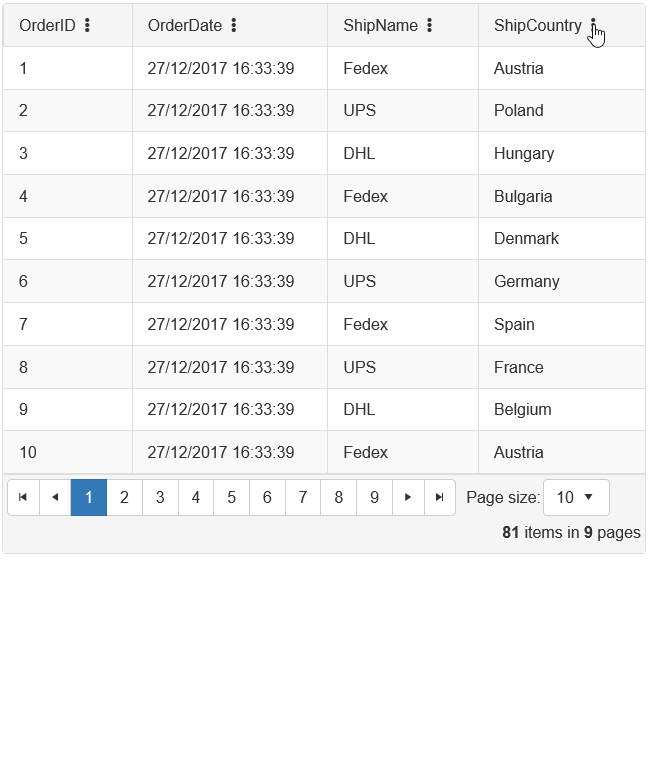 OrderID OrderDate ShipName ShipCountry
1 27/12/2017 16:33:39 Fedex Austria
2 27/12/2017 16:33:39 UPS Poland
3 27/12/2017 16:33:39 DHL Hungary
4 27/12/2017 16:33:39 Fedex Bulgaria
5 27/12/2017 16:33:39 DHL Denmark
6 27/12/2017 16:33:39 UPS Germany
7 27/12/2017 16:33:39 Fedex Spain
8 27/12/2017 16:33:39 UPS France
9 27/12/2017 16:33:39 DHL Belgium
10 27/12/2017 16:33:39 Fedex Austria
1 2 3 4 5 6 7 8 9 Page size: 10
81 items in 9 pages